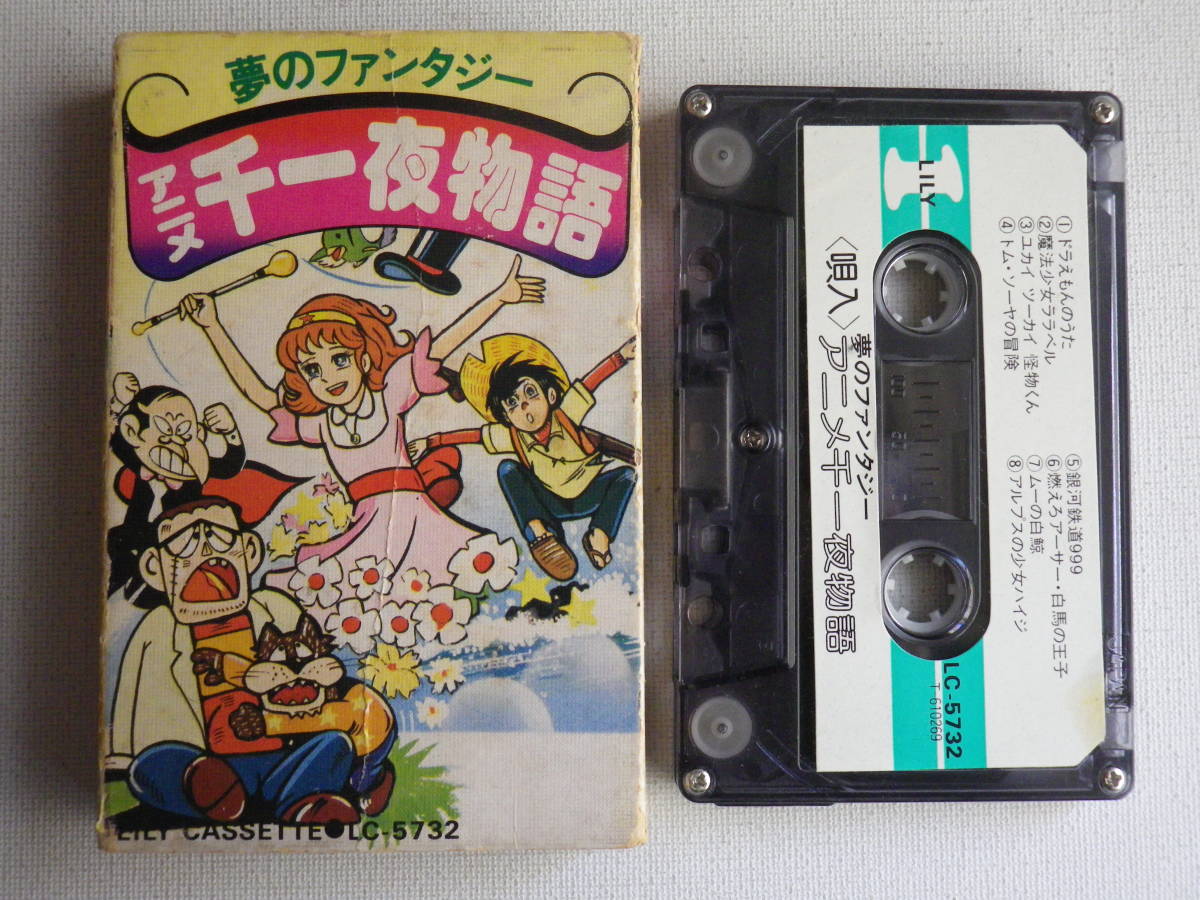 夢のファンタジー
アニメ千一夜物語
LILY CASSETTE●LC-5732
LILY
①ドラえもんのうた
②魔法少女ララベル
③ユカイ ツーカイ 怪物くん
④トム・ソーヤの冒険
⑤銀河鉄道999
⑥燃えろアーサー・白馬の王子
⑦ムーの白鯨
⑧アルプスの少女ハイジ
〈唄入〉夢のファンタジー
アニメ千一夜物語
LC-5732
T-610269